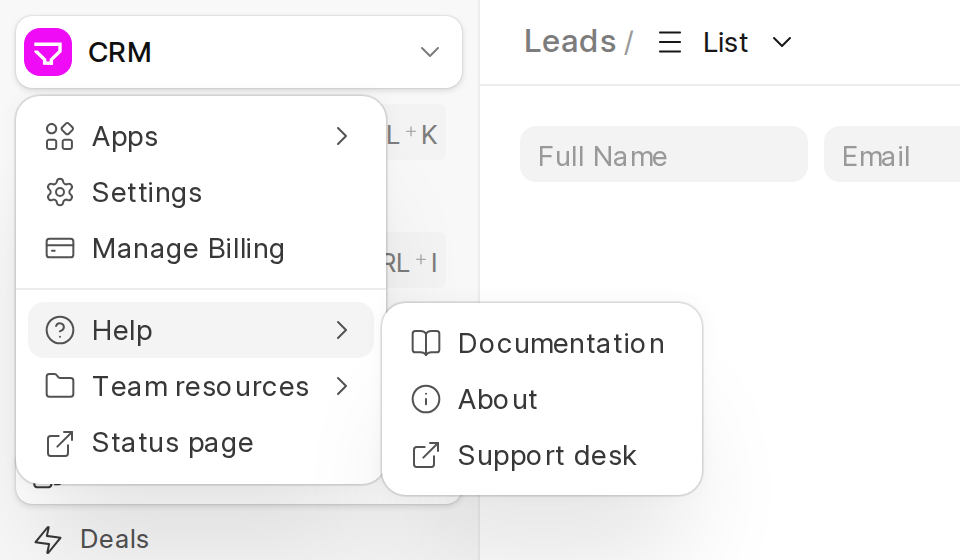 CRM
Leads / List
Apps
L + K
Full Name
Email
Settings
Manage Billing
RL + I
Help
Documentation
Team resources
About
Status page
Support desk
Deals